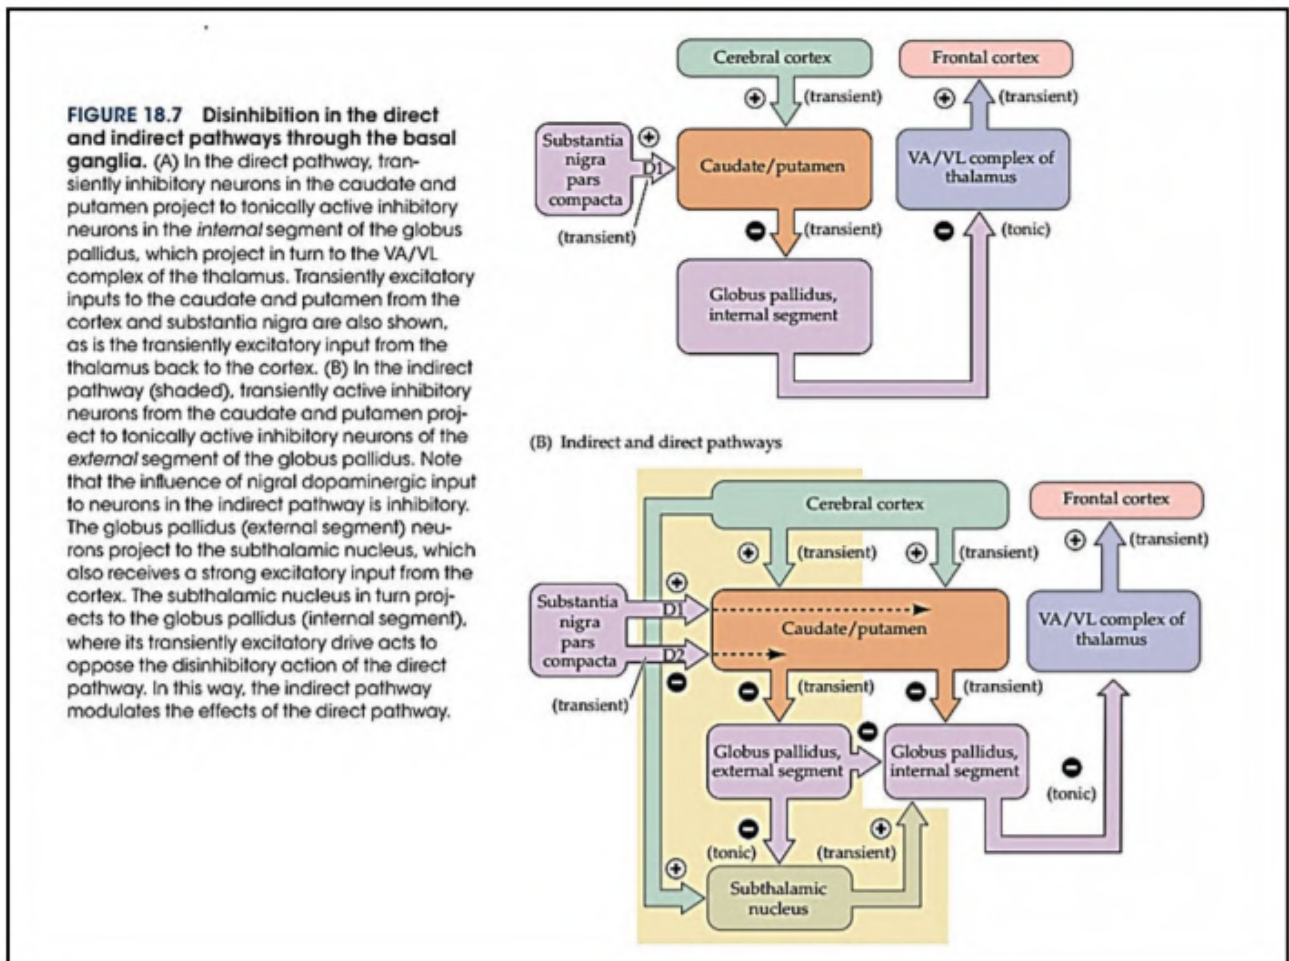 FIGURE 18.7 Disinhibition in the direct
and indirect pathways through the basal
ganglia. (A) In the direct pathway, tran-
siently inhibitory neurons in the caudate and
putamen project to tonically active inhibitory
neurons in the internal segment of the globus
pallidus, which project in turn to the VA/VL
complex of the thalamus. Transiently excitatory
inputs to the caudate and putamen from the
cortex and substantia nigra are also shown,
as is the transiently excitatory input from the
thalamus back to the cortex. (B) In the indirect
pathway (shaded), transiently active inhibitory
neurons from the caudate and putamen proj-
ect to tonically active inhibitory neurons of the
external segment of the globus pallidus. Note
that the influence of nigral dopaminergic input
to neurons in the indirect pathway is inhibitory.
The globus pallidus (external segment) neu-
rons project to the subthalamic nucleus, which
also receives a strong excitatory input from the
cortex. The subthalamic nucleus in turn proj-
ects to the globus pallidus (internal segment),
where its transiently excitatory drive acts to
oppose the disinhibitory action of the direct
pathway. In this way, the indirect pathway
modulates the effects of the direct pathway.
Cerebral cortex
Frontal cortex
+ (transient)
+ (transient)
Substantia
nigra
pars
compacta
+
D1
(transient)
Caudate/putamen
VA/VL complex of
thalamus
− (transient)
− (tonic)
Globus pallidus,
internal segment
(B) Indirect and direct pathways
Cerebral cortex
Frontal cortex
+ (transient)
+ (transient)
+ (transient)
Substantia
nigra
pars
compacta
+
D1
D2
−
(transient)
Caudate/putamen
VA/VL complex of
thalamus
− (transient)
− (transient)
Globus pallidus,
external segment
−
Globus pallidus,
internal segment
−
(tonic)
−
(tonic)
+
(transient)
+
Subthalamic
nucleus